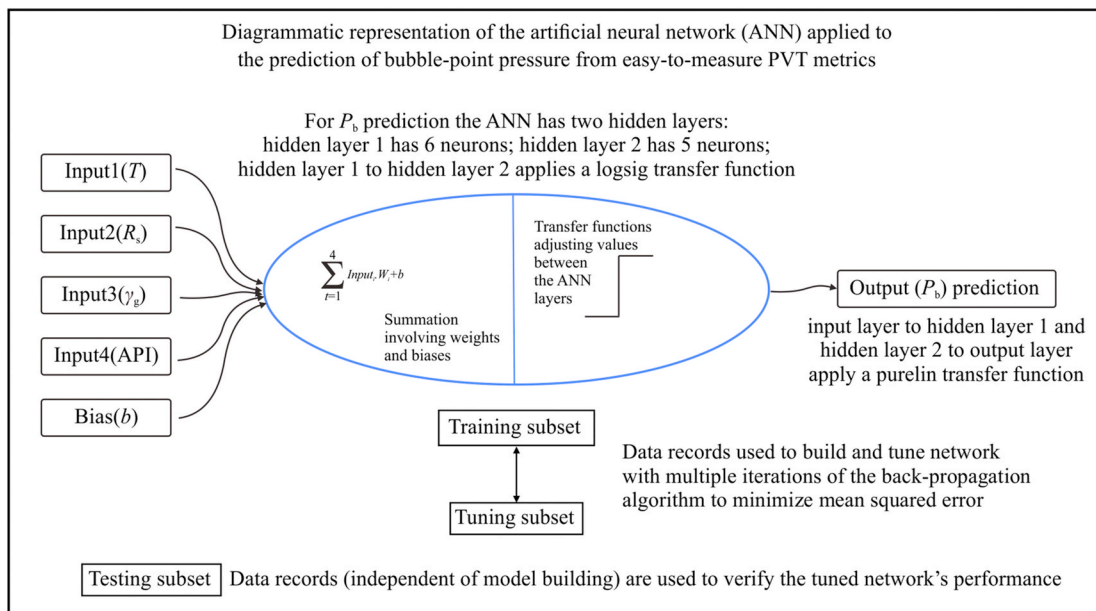 Diagrammatic representation of the artificial neural network (ANN) applied to
the prediction of bubble-point pressure from easy-to-measure PVT metrics
For P_b prediction the ANN has two hidden layers:
hidden layer 1 has 6 neurons; hidden layer 2 has 5 neurons;
hidden layer 1 to hidden layer 2 applies a logsig transfer function
Input1(T)
Input2(R_s)
Input3(γ_g)
Input4(API)
Bias(b)
4
∑ Input_i, W_i+b
t=1
Summation
involving weights
and biases
Transfer functions
adjusting values
between
the ANN
layers
Output (P_b) prediction
input layer to hidden layer 1 and
hidden layer 2 to output layer
apply a purelin transfer function
Training subset
Tuning subset
Data records used to build and tune network
with multiple iterations of the back-propagation
algorithm to minimize mean squared error
Testing subset Data records (independent of model building) are used to verify the tuned network's performance